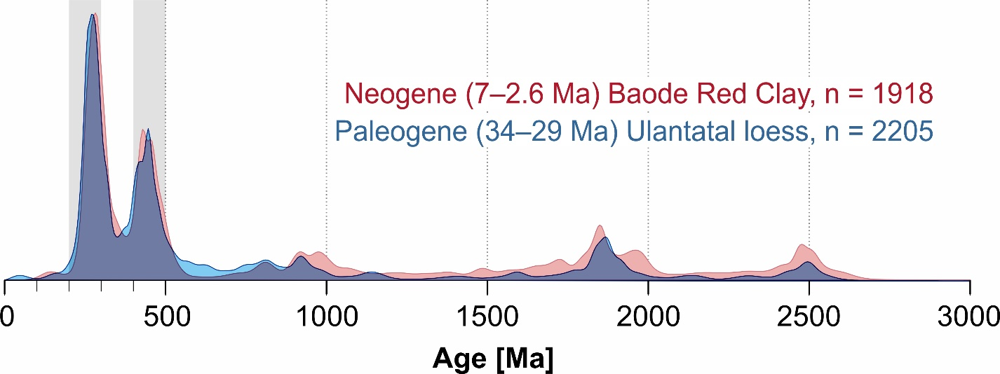 Neogene (7–2.6 Ma) Baode Red Clay, n = 1918
Paleogene (34–29 Ma) Ulantatal loess, n = 2205
0 500 1000 1500 2000 2500 3000
Age [Ma]